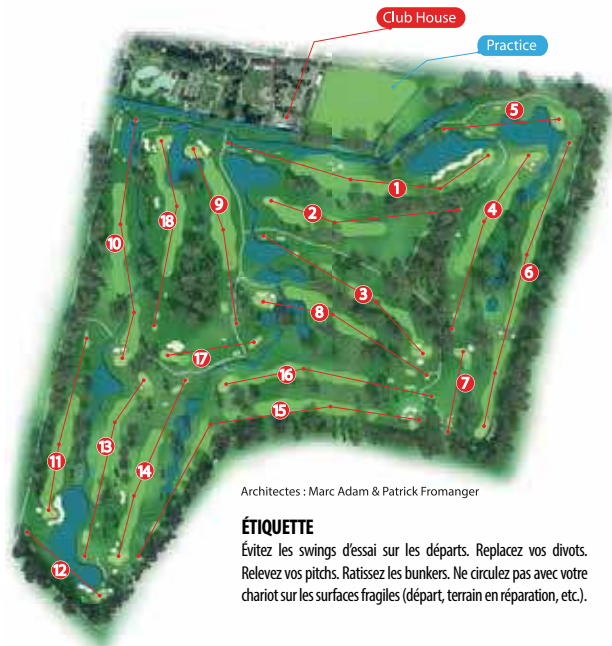 Club House
Practice
5
1
4
9
2
18
10
6
3
8
17
16
7
15
11
13
14
12
Architectes : Marc Adam & Patrick Fromanger
ÉTIQUETTE
Évitez les swings d'essai sur les départs. Replacez vos divots.
Relevez vos pitchs. Ratissez les bunkers. Ne circulez pas avec votre
chariot sur les surfaces fragiles (départ, terrain en réparation, etc.).